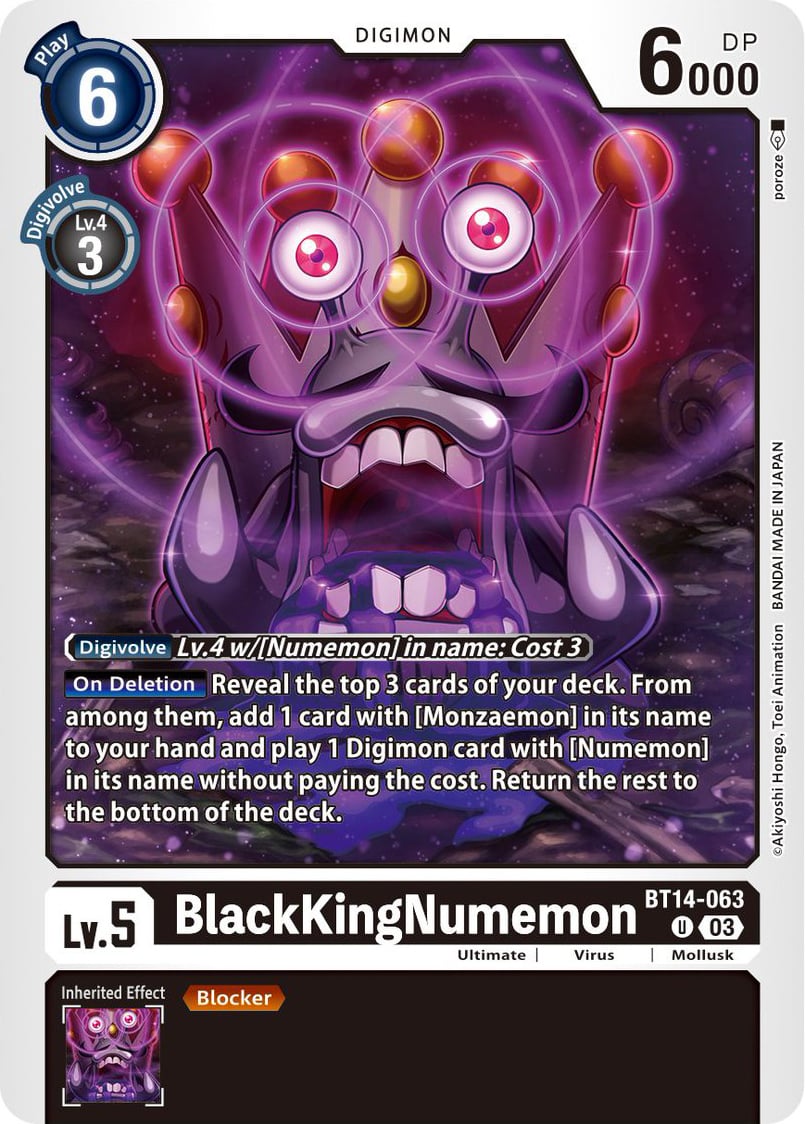 DIGIMON
Play
6
DP
6000
Digivolve
Lv.4
3
poroze
BANDAI MADE IN JAPAN
©Akiyoshi Hongo, Toei Animation
Digivolve Lv.4 w/[Numemon] in name: Cost 3
On Deletion Reveal the top 3 cards of your deck. From
among them, add 1 card with [Monzaemon] in its name
to your hand and play 1 Digimon card with [Numemon]
in its name without paying the cost. Return the rest to
the bottom of the deck.
Lv.5
BlackKingNumemon
BT14-063
U 03
Ultimate | Virus | Mollusk
Inherited Effect
Blocker